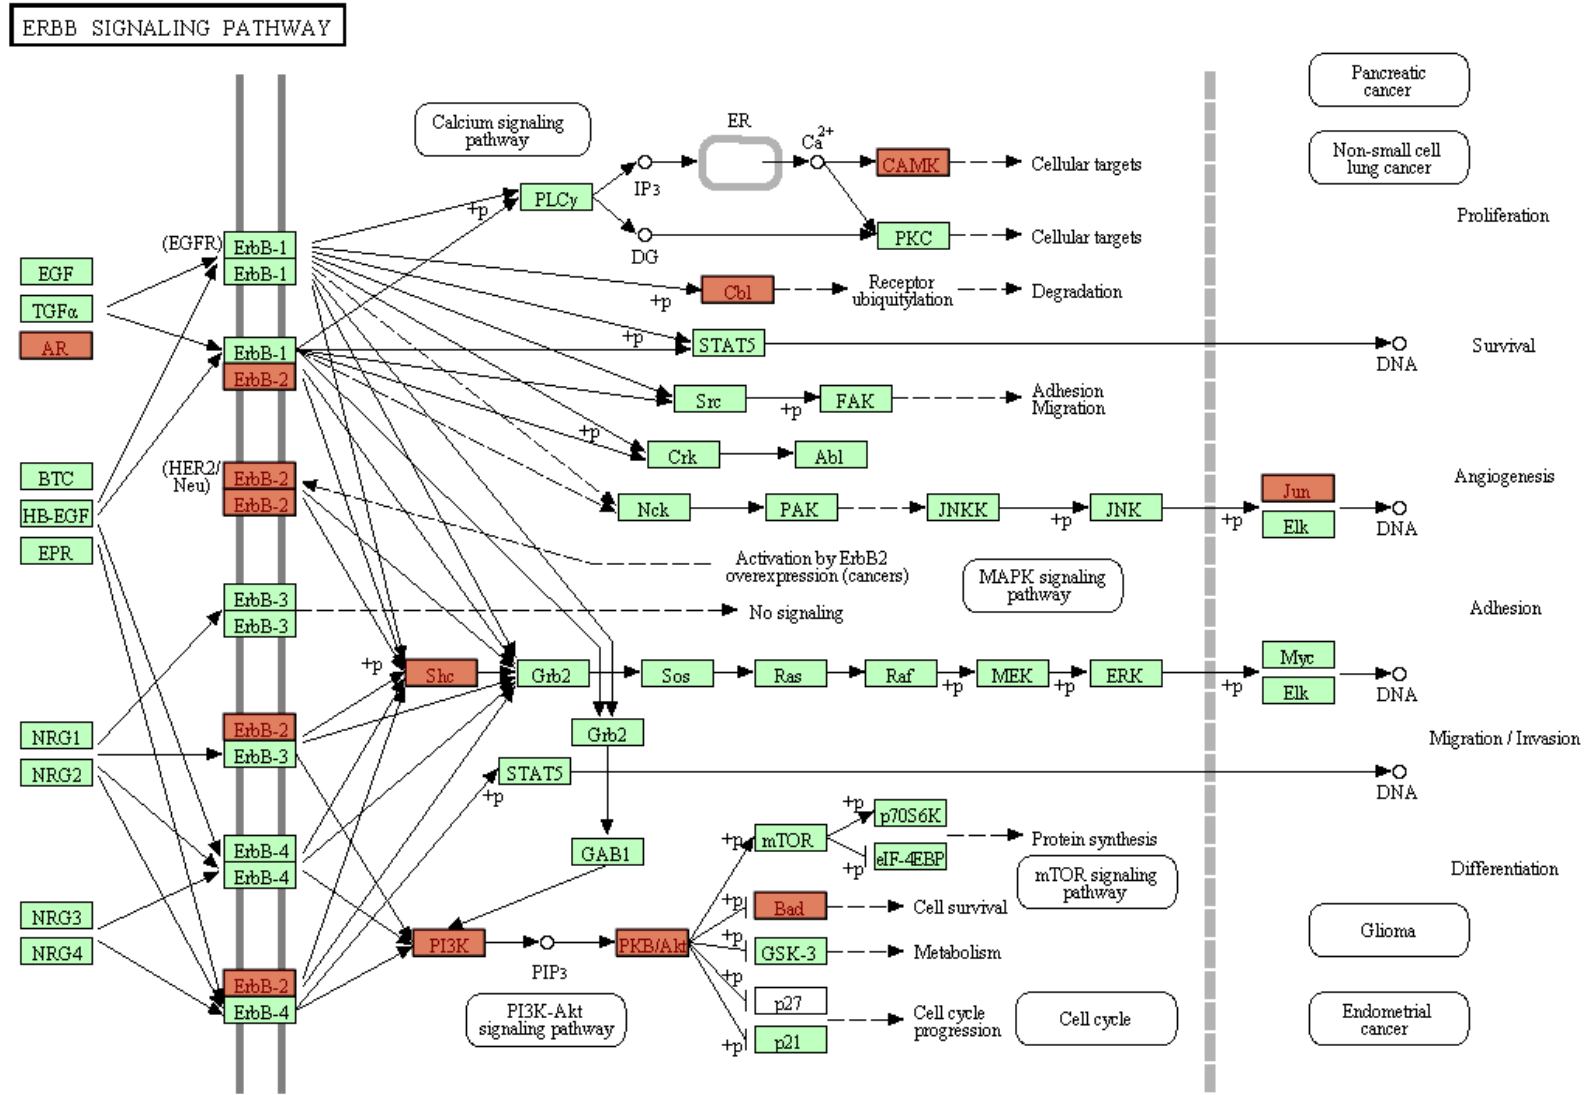 ERBB SIGNALING PATHWAY
Pancreatic
cancer
Calcium signaling
pathway
ER
Ca2+
CAMK
Cellular targets
Non-small cell
lung cancer
IP3
+p
PLCγ
Proliferation
(EGFR)
ErbB-1
ErbB-1
DG
PKC
Cellular targets
EGF
TGFα
AR
+p
Cbl
Receptor
ubiquitylation
Degradation
ErbB-1
ErbB-2
+p
STAT5
DNA
Survival
Src
+p
FAK
Adhesion
Migration
+p
Crk
Abl
BTC
HB-EGF
EPR
(HER2/
Neu)
ErbB-2
ErbB-2
Nck
PAK
JNKK
+p
JNK
+p
Jun
Elk
DNA
Angiogenesis
Activation by ErbB2
overexpression (cancers)
MAPK signaling
pathway
ErbB-3
ErbB-3
No signaling
Adhesion
+p
Shc
Grb2
Sos
Ras
Raf
+p
MEK
+p
ERK
+p
Myc
Elk
DNA
NRG1
NRG2
ErbB-2
ErbB-3
Grb2
Migration / Invasion
STAT5
+p
DNA
ErbB-4
ErbB-4
GAB1
+p
mTOR
+p
p70S6K
+p
eIF-4EBP
Protein synthesis
mTOR signaling
pathway
Differentiation
NRG3
NRG4
PI3K
PIP3
PKB/Akt
+p
Bad
Cell survival
+p
GSK-3
Metabolism
Glioma
ErbB-2
ErbB-4
PI3K-Akt
signaling pathway
+p
p27
+p
p21
Cell cycle
progression
Cell cycle
Endometrial
cancer